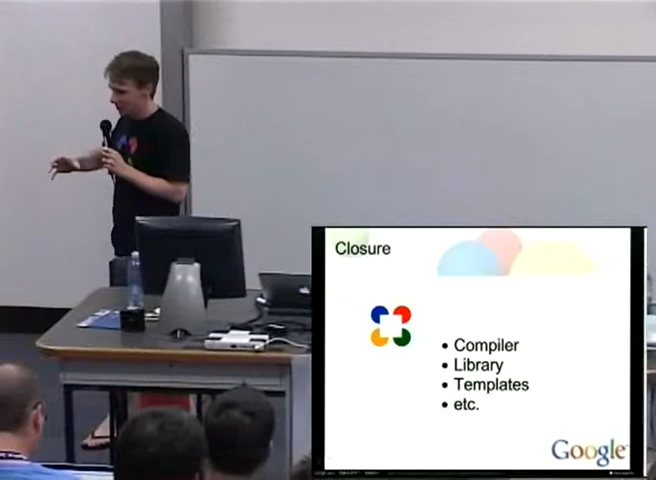 Closure
• Compiler
• Library
• Templates
• etc.
Google